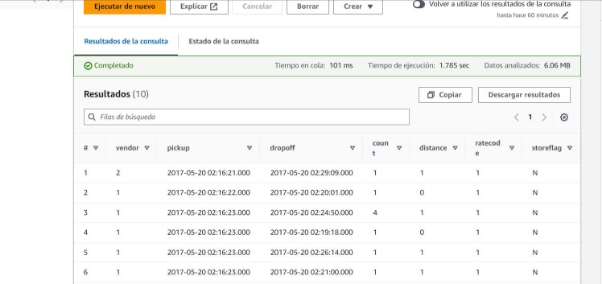 Ejecutar de nuevo Explicar Cancelar Borrar Crear Volver a utilizar los resultados de la consulta
hasta hace 60 minutos
Resultados de la consulta Estado de la consulta
Completado Tiempo en cola: 101 ms Tiempo de ejecución: 1.785 sec Datos analizados: 6.06 MB
Resultados (10) Copiar Descargar resultados
Filas de búsqueda < 1 >
# vendor pickup dropoff count distance ratecode storeflag
1 2 2017-05-20 02:16:21.000 2017-05-20 02:29:09.000 1 1 1 N
2 1 2017-05-20 02:16:22.000 2017-05-20 02:20:01.000 1 0 1 N
3 1 2017-05-20 02:16:23.000 2017-05-20 02:24:50.000 4 1 1 N
4 1 2017-05-20 02:16:23.000 2017-05-20 02:19:18.000 1 0 1 N
5 1 2017-05-20 02:16:23.000 2017-05-20 02:26:14.000 1 1 1 N
6 1 2017-05-20 02:16:23.000 2017-05-20 02:21:00.000 1 1 1 N